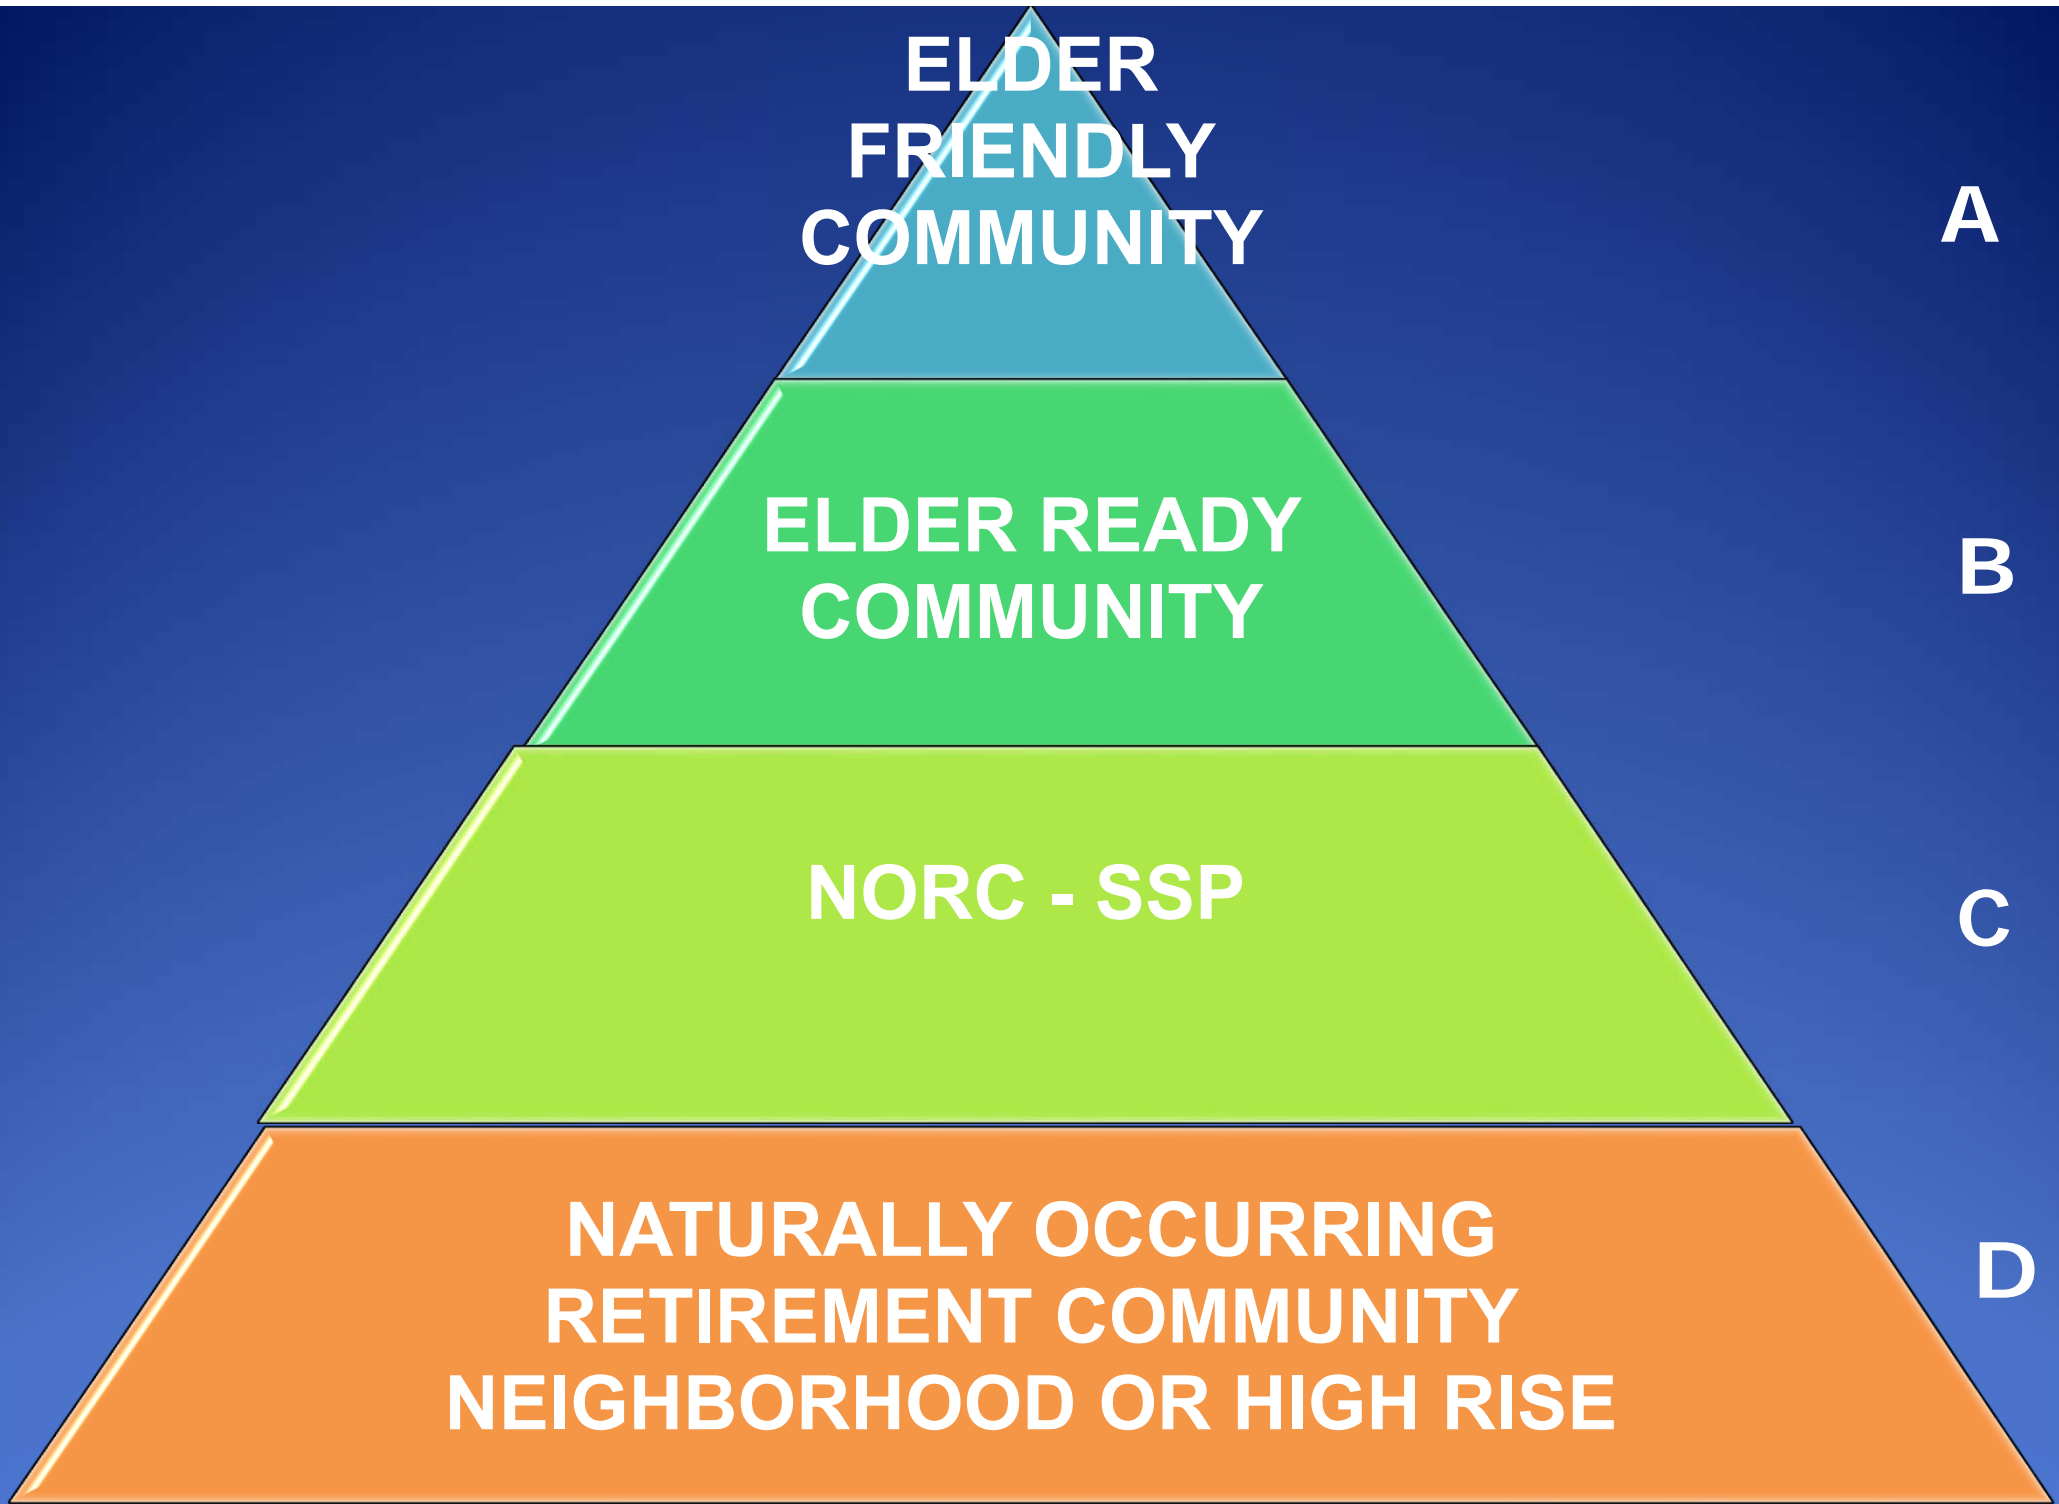 ELDER
FRIENDLY
COMMUNITY
A
ELDER READY
COMMUNITY
B
NORC - SSP
C
NATURALLY OCCURRING
RETIREMENT COMMUNITY
NEIGHBORHOOD OR HIGH RISE
D